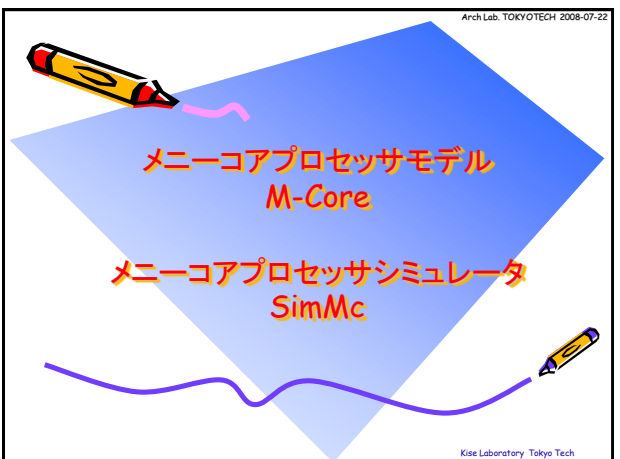 Arch Lab. TOKYOTECH 2008-07-22
メニーコアプロセッサモデル
M-Core
メニーコアプロセッサシミュレータ
SimMc
Kise Laboratory Tokyo Tech